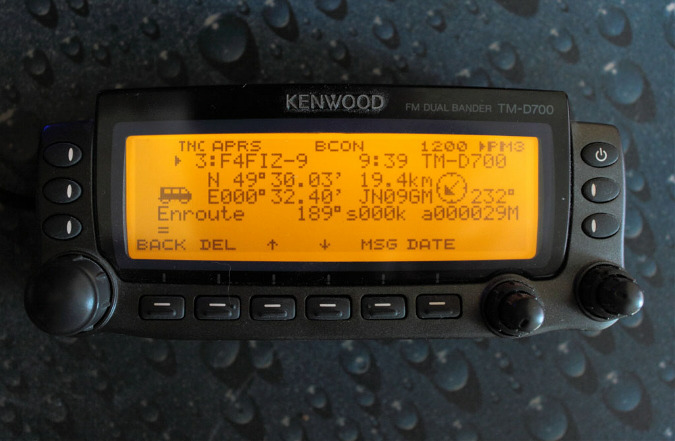 KENWOOD FM DUAL BANDER TM-D700
TNC APRS BCON 1200 ▶PM3
▶ 3:F4FIZ-9 9:39 TM-D700
N 49°30.03' 19.4km
E000°32.40' JN09GM 232°
Enroute 189° s000k a000029M
=
BACK DEL ↑ ↓ MSG DATE